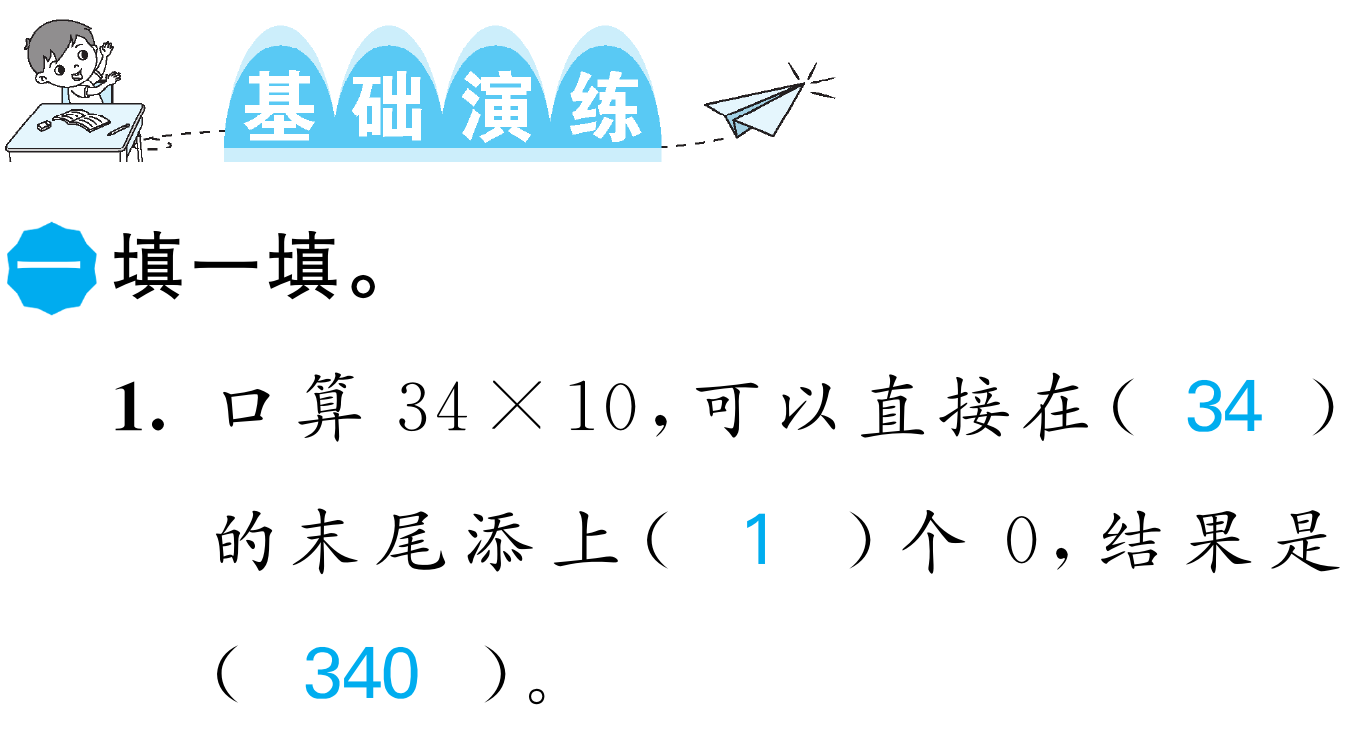 基础演练
一 填一填。
1. 口算 34×10,可以直接在( 34 )
的末尾添上( 1 )个 0,结果是
( 340 )。